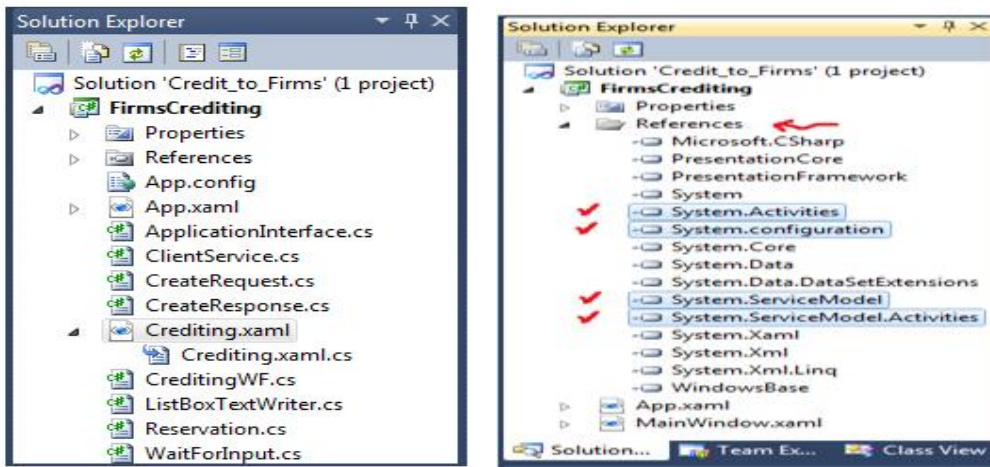 Solution Explorer
Solution 'Credit_to_Firms' (1 project)
FirmsCrediting
Properties
References
App.config
App.xaml
ApplicationInterface.cs
ClientService.cs
CreateRequest.cs
CreateResponse.cs
Crediting.xaml
Crediting.xaml.cs
CreditingWF.cs
ListBoxTextWriter.cs
Reservation.cs
WaitForInput.cs
Solution Explorer
Solution 'Credit_to_Firms' (1 project)
FirmsCrediting
Properties
References
Microsoft.CSharp
PresentationCore
PresentationFramework
System
System.Activities
System.configuration
System.Core
System.Data
System.Data.DataSetExtensions
System.ServiceModel
System.ServiceModel.Activities
System.Xaml
System.Xml
System.Xml.Linq
WindowsBase
App.xaml
MainWindow.xaml
Solution... Team Ex... Class View